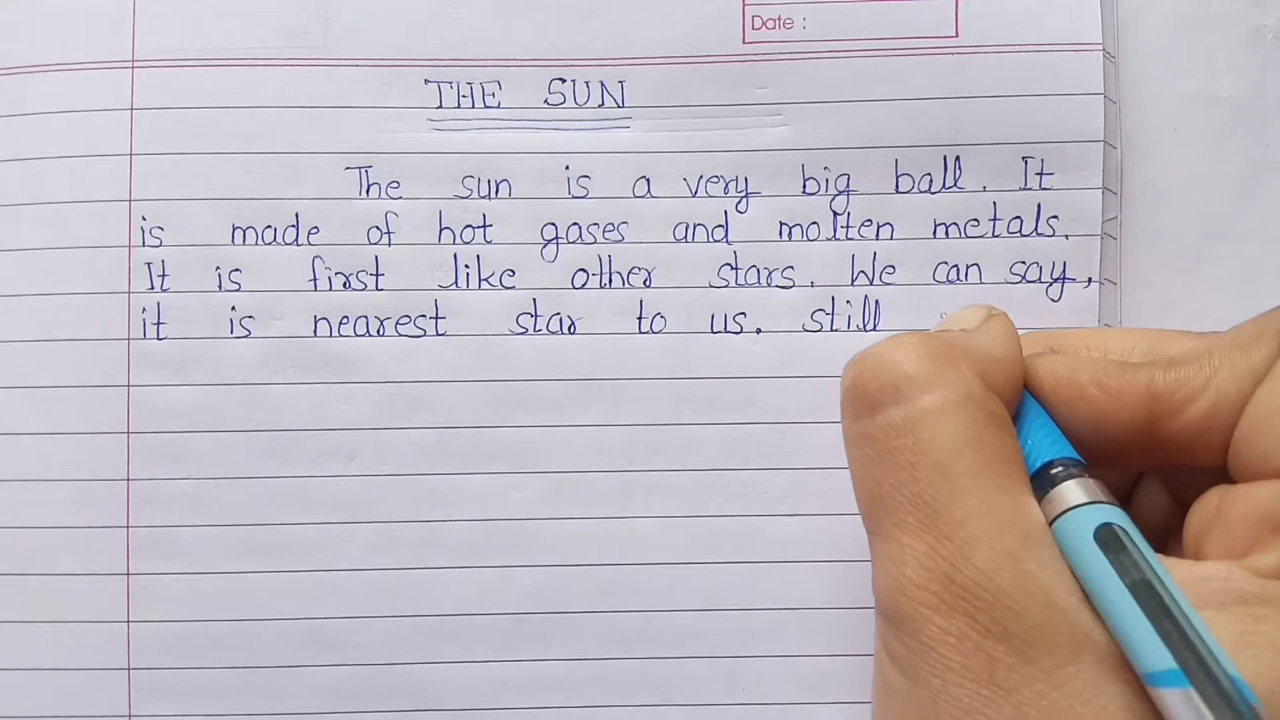 Date :
THE SUN
The sun is a very big ball. It
is made of hot gases and molten metals.
It is first like other stars. We can say,
it is nearest star to us. still